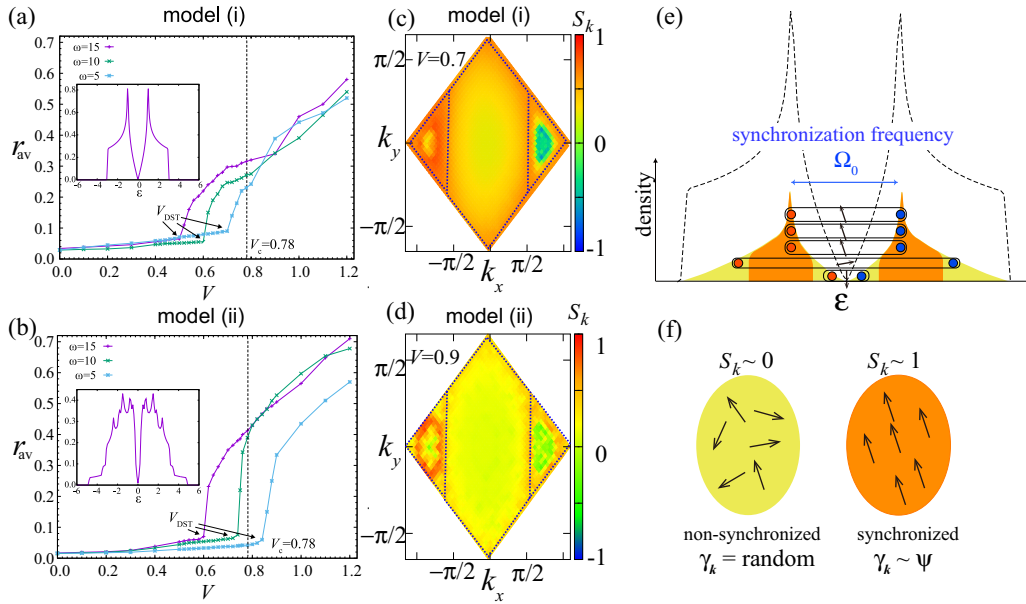 (a)
model (i)
0.7
0.6
0.5
0.4
0.3
0.2
0.1
0.0
ω=15
ω=10
ω=5
0.8
0.4
0.0
-6 -4 -2 0 2 4 6
ε
r_av
V_DST
V_c=0.78
0.0 0.2 0.4 0.6 0.8 1.0 1.2
V
(b)
model (ii)
0.7
0.6
0.5
0.4
0.3
0.2
0.1
0.0
ω=15
ω=10
ω=5
0.4
0.3
0.2
0.1
0.0
-6 -4 -2 0 2 4 6
ε
r_av
V_DST
V_c=0.78
0.0 0.2 0.4 0.6 0.8 1.0 1.2
V
(c)
model (i)
S_k
V=0.7
π/2
k_y
−π/2
−π/2 k_x π/2
1
0
-1
(d)
model (ii)
S_k
V=0.9
π/2
k_y
−π/2
−π/2 k_x π/2
1
0
-1
(e)
synchronization frequency
Ω_0
density
ε
(f)
S_k ~ 0
S_k ~ 1
non-synchronized
γ_k = random
synchronized
γ_k ~ ψ